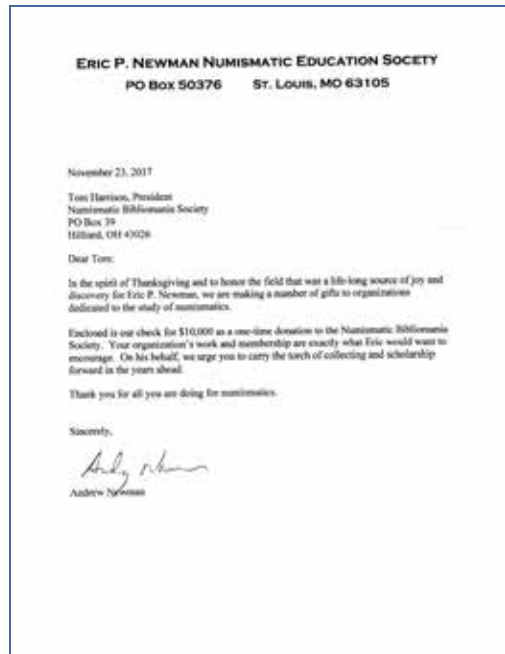 ERIC P. NEWMAN NUMISMATIC EDUCATION SOCETY
PO BOX 50376 ST. LOUIS, MO 63105
November 23, 2017
Tom Harrison, President
Numismatic Bibliomania Society
PO Box 39
Hilliard, OH 43026
Dear Tom:
In the spirit of Thanksgiving and to honor the field that was a life-long source of joy and
discovery for Eric P. Newman, we are making a number of gifts to organizations
dedicated to the study of numismatics.
Enclosed is our check for $10,000 as a one-time donation to the Numismatic Bibliomania
Society. Your organization's work and membership are exactly what Eric would want to
encourage. On his behalf, we urge you to carry the torch of collecting and scholarship
forward in the years ahead.
Thank you for all you are doing for numismatics.
Sincerely,
Andy Newman
Andrew Newman